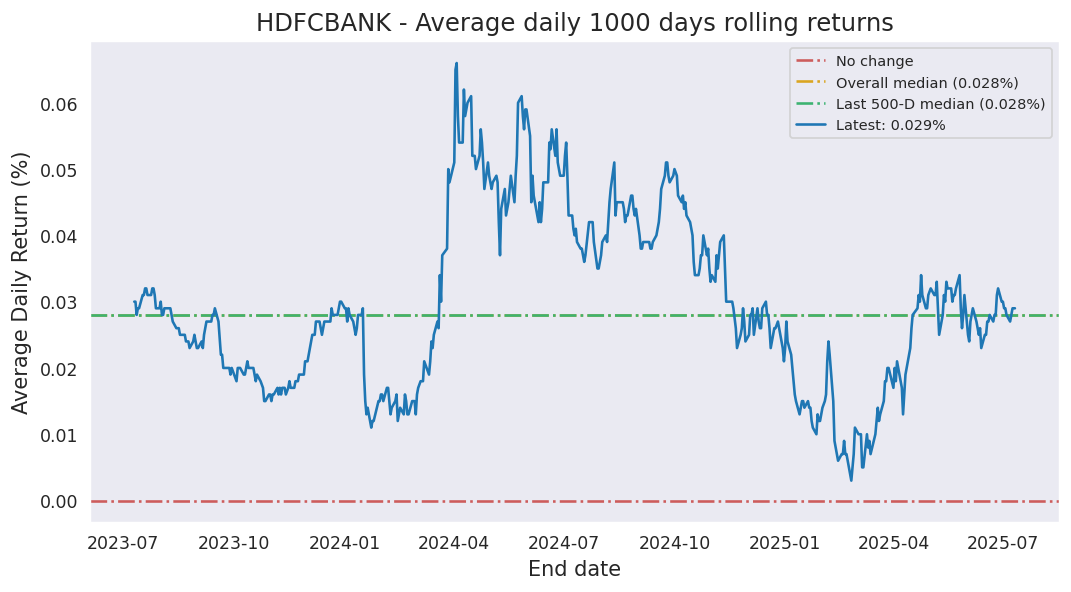 HDFCBANK - Average daily 1000 days rolling returns
No change
Overall median (0.028%)
Last 500-D median (0.028%)
Latest: 0.029%
Average Daily Return (%)
0.06
0.05
0.04
0.03
0.02
0.01
0.00
2023-07 2023-10 2024-01 2024-04 2024-07 2024-10 2025-01 2025-04 2025-07
End date